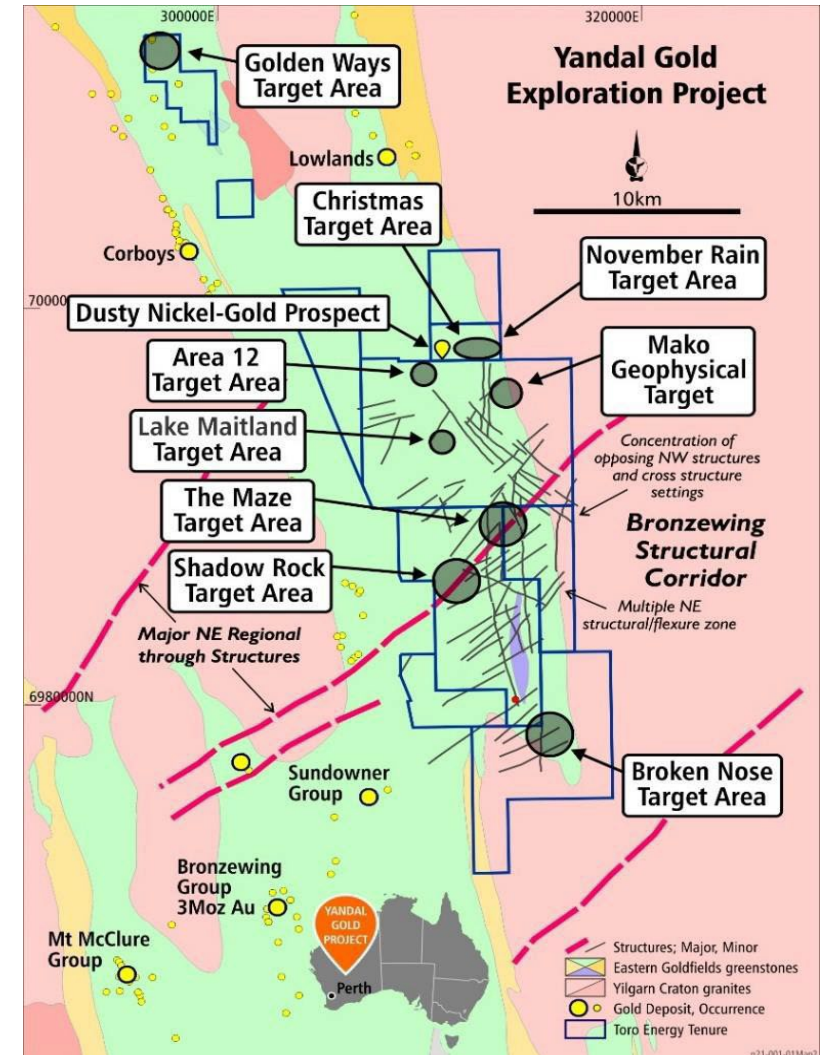 300000E
320000E
Yandal Gold
Exploration Project
10km
Golden Ways
Target Area
Lowlands
Christmas
Target Area
Corboys
November Rain
Target Area
70000
Dusty Nickel-Gold Prospect
Area 12
Target Area
Mako
Geophysical
Target
Lake Maitland
Target Area
Concentration of
opposing NW structures
and cross structure
settings
The Maze
Target Area
Bronzewing
Structural
Corridor
Shadow Rock
Target Area
Multiple NE
structural/flexure zone
Major NE Regional
through Structures
6980000N
Sundowner
Group
Broken Nose
Target Area
Bronzewing
Group
3Moz Au
YANDAL
GOLD
PROJECT
Mt McClure
Group
Perth
Structures; Major, Minor
Eastern Goldfields greenstones
Yilgarn Craton granites
Gold Deposit, Occurrence
Toro Energy Tenure